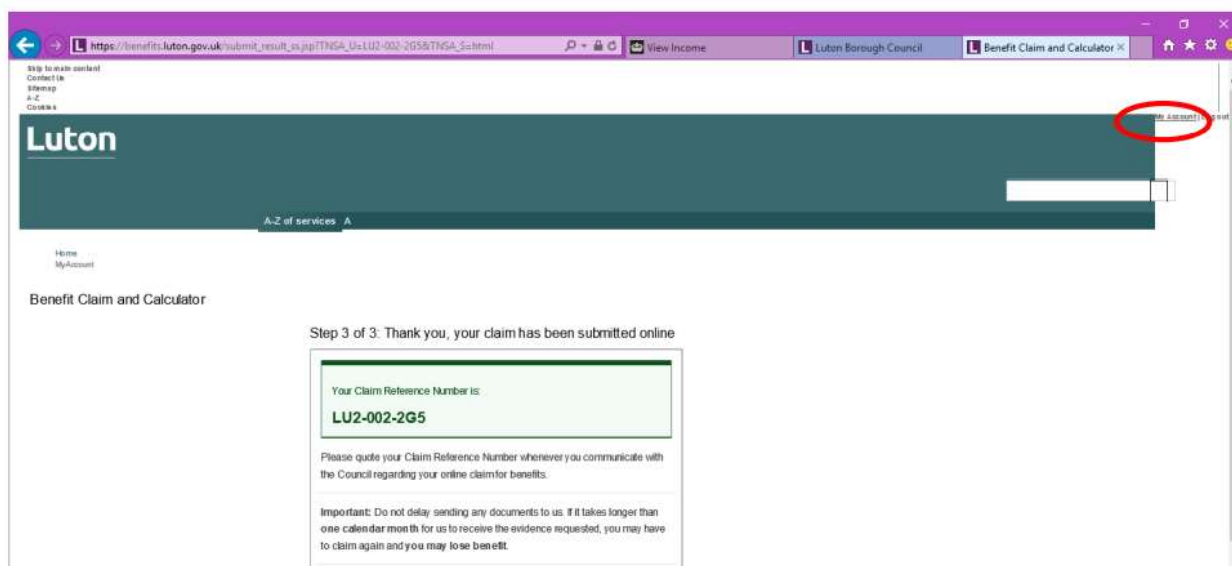 https://benefits.luton.gov.uk/submit_result_ss.jsp?TNSA_U=LU2-002-2G5&TNSA_S=html
View Income
Luton Borough Council
Benefit Claim and Calculator
Skip to main content
Contact Us
Sitemap
A-Z
Cookies
My Account | Log out
Luton
A-Z of services A
Home
MyAccount
Benefit Claim and Calculator
Step 3 of 3: Thank you, your claim has been submitted online
Your Claim Reference Number is:
LU2-002-2G5
Please quote your Claim Reference Number whenever you communicate with
the Council regarding your online claim for benefits.
Important: Do not delay sending any documents to us. If it takes longer than
one calendar month for us to receive the evidence requested, you may have
to claim again and you may lose benefit.